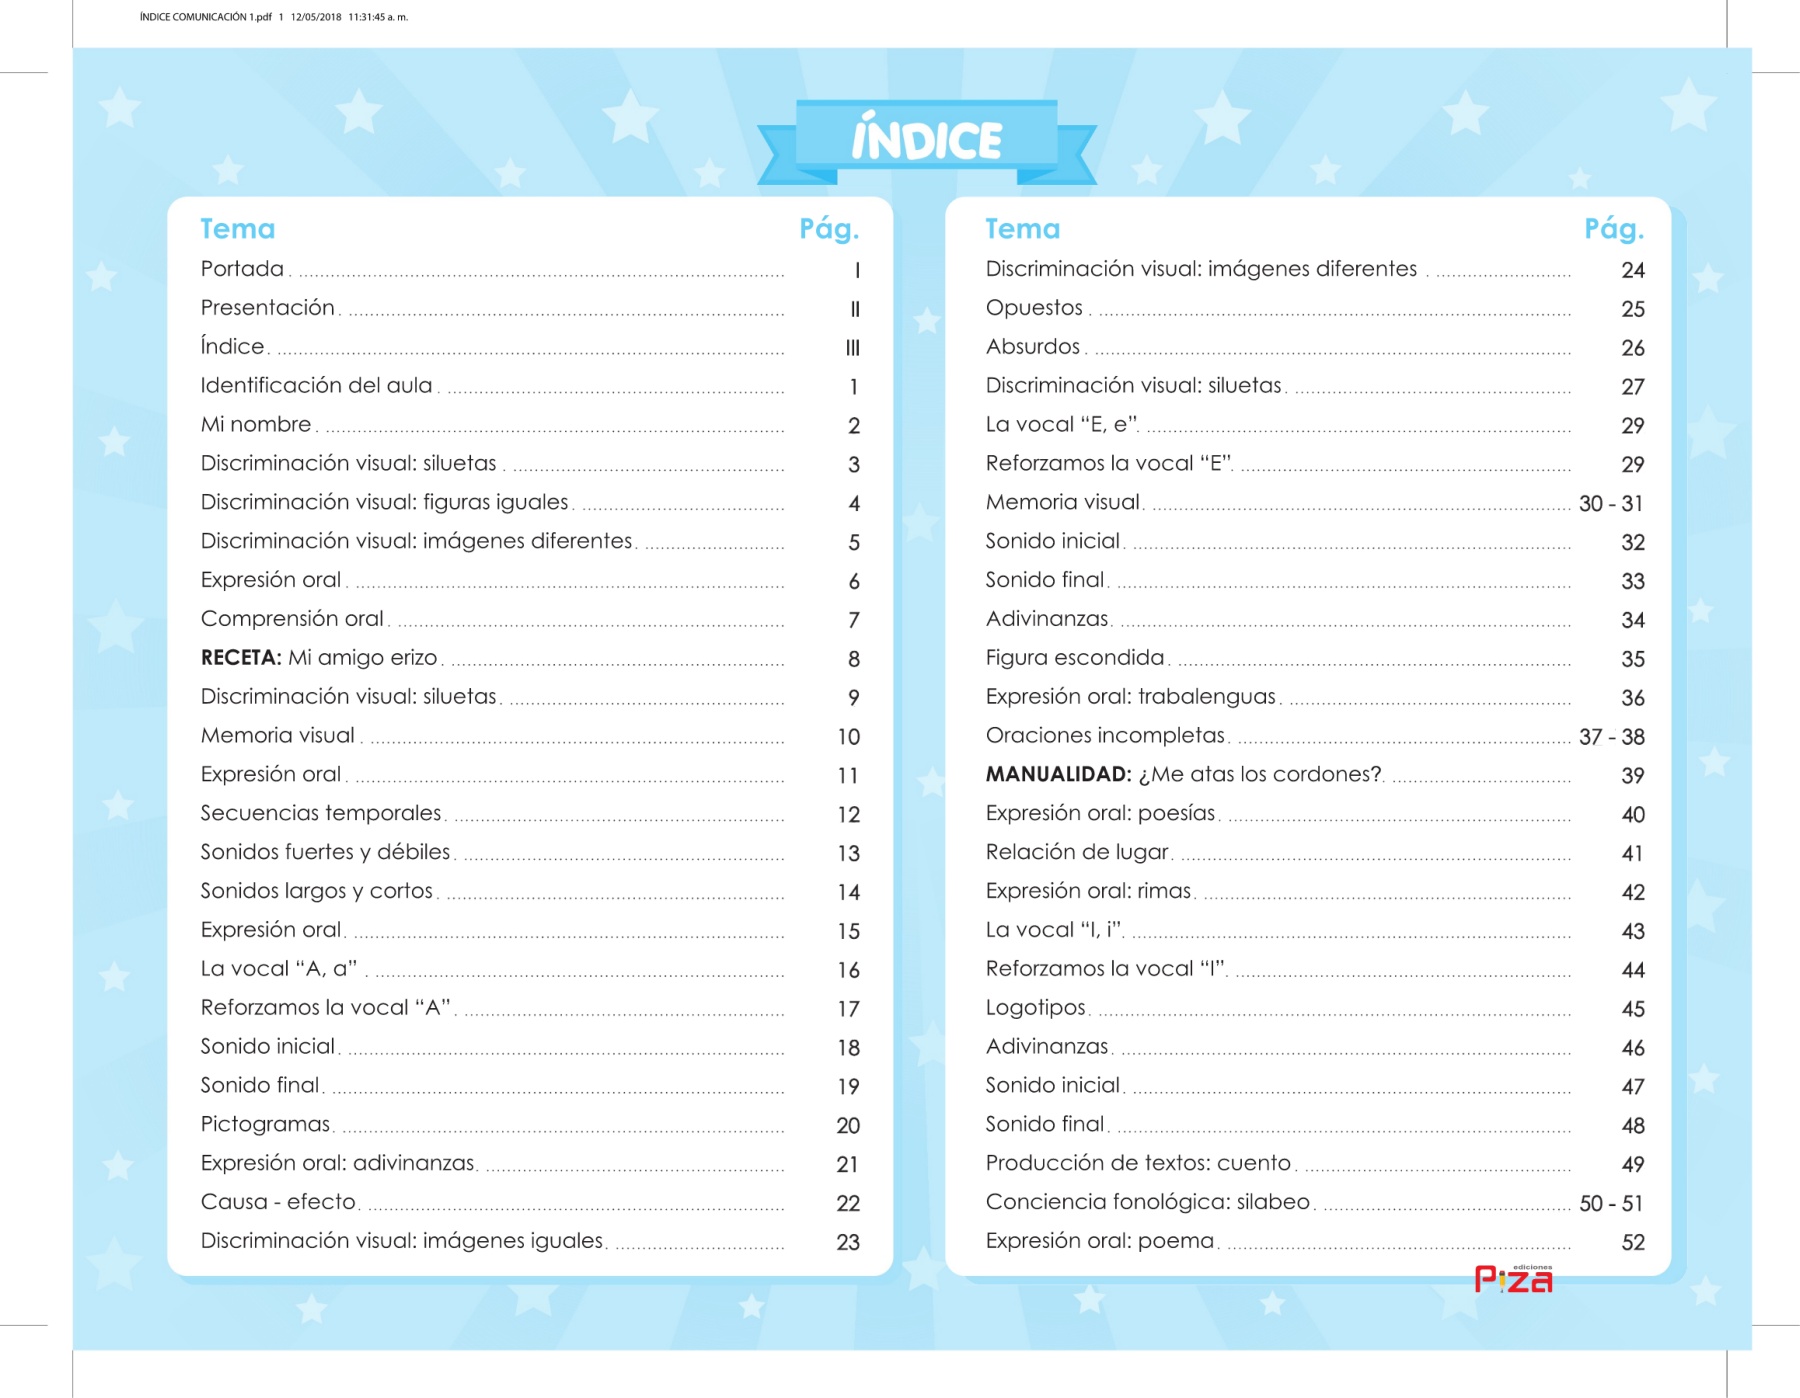 ÍNDICE COMUNICACIÓN 1.pdf 1 12/05/2018 11:31:45 a. m.
ÍNDICE
Tema Pág.
Portada I
Presentación II
Índice III
Identificación del aula 1
Mi nombre 2
Discriminación visual: siluetas 3
Discriminación visual: figuras iguales 4
Discriminación visual: imágenes diferentes 5
Expresión oral 6
Comprensión oral 7
RECETA: Mi amigo erizo 8
Discriminación visual: siluetas 9
Memoria visual 10
Expresión oral 11
Secuencias temporales 12
Sonidos fuertes y débiles 13
Sonidos largos y cortos 14
Expresión oral 15
La vocal “A, a” 16
Reforzamos la vocal “A” 17
Sonido inicial 18
Sonido final 19
Pictogramas 20
Expresión oral: adivinanzas 21
Causa - efecto 22
Discriminación visual: imágenes iguales 23
Tema Pág.
Discriminación visual: imágenes diferentes 24
Opuestos 25
Absurdos 26
Discriminación visual: siluetas 27
La vocal “E, e” 29
Reforzamos la vocal “E” 29
Memoria visual 30 - 31
Sonido inicial 32
Sonido final 33
Adivinanzas 34
Figura escondida 35
Expresión oral: trabalenguas 36
Oraciones incompletas 37 - 38
MANUALIDAD: ¿Me atas los cordones? 39
Expresión oral: poesías 40
Relación de lugar 41
Expresión oral: rimas 42
La vocal “I, i” 43
Reforzamos la vocal “I” 44
Logotipos 45
Adivinanzas 46
Sonido inicial 47
Sonido final 48
Producción de textos: cuento 49
Conciencia fonológica: silabeo 50 - 51
Expresión oral: poema 52
ediciones
Piza